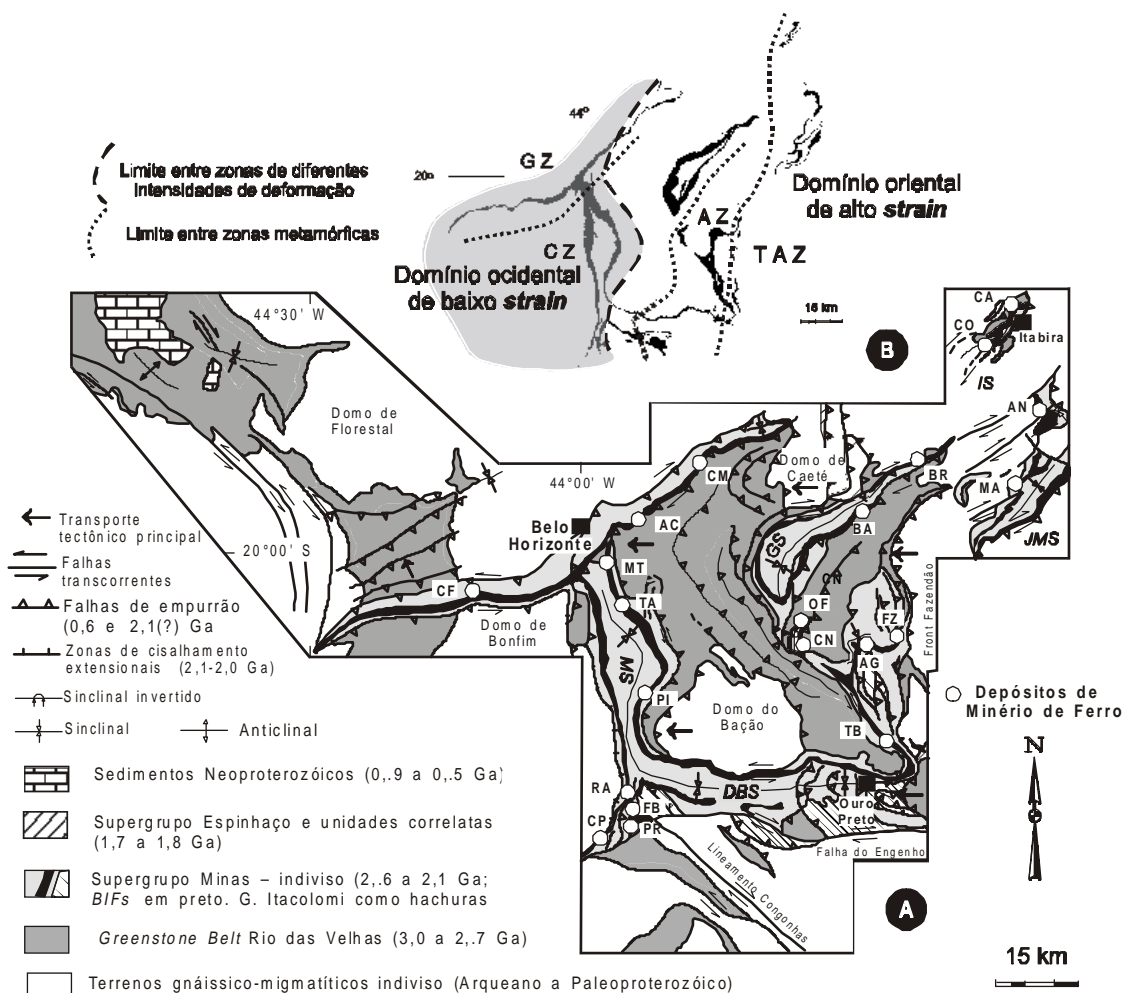 Limite entre zonas de diferentes
intensidades de deformação
Limite entre zonas metamórficas
44º
20º
GZ
CZ
AZ
TAZ
Domínio ocidental
de baixo strain
Domínio oriental
de alto strain
15 km
B
44°30' W
Domo de
Florestal
44°00' W
20°00' S
Belo
Horizonte
CF
Domo de
Bonfim
CM
AC
MT
TA
MS
PI
Domo de
Caeté
IGS
BR
BA
CN
OF
CN
FZ
AG
Front Fazendão
Domo do
Bação
TB
DBS
Ouro
Preto
RA
FB
CP
PR
Falha do Engenho
Lineamento Congonhas
CA
CO
Itabira
IS
AN
MA
JMS
Transporte
tectônico principal
Falhas
transcorrentes
Falhas de empurrão
(0,6 e 2,1(?) Ga
Zonas de cisalhamento
extensionais (2,1-2,0 Ga)
Sinclinal invertido
Sinclinal
Anticlinal
Sedimentos Neoproterozóicos (0,.9 a 0,.5 Ga)
Supergrupo Espinhaço e unidades correlatas
(1,7 a 1,8 Ga)
Supergrupo Minas – indiviso (2,.6 a 2,1 Ga;
BIFs em preto. G. Itacolomi como hachuras
Greenstone Belt Rio das Velhas (3,0 a 2,.7 Ga)
Terrenos gnáissico-migmatíticos indiviso (Arqueano a Paleoproterozóico)
Depósitos de
Minério de Ferro
N
A
15 km